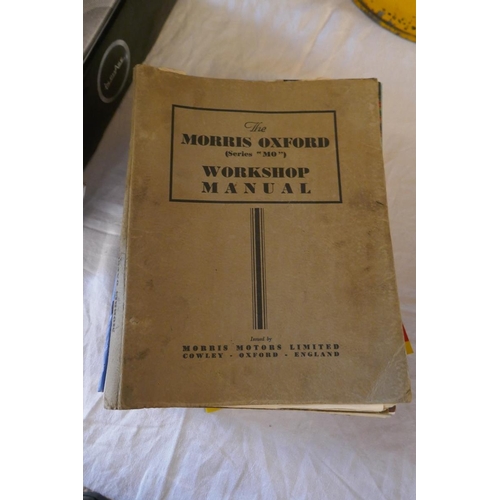 The
MORRIS OXFORD
(Series "MO")
WORKSHOP
MANUAL
Issued by
MORRIS MOTORS LIMITED
COWLEY · OXFORD · ENGLAND